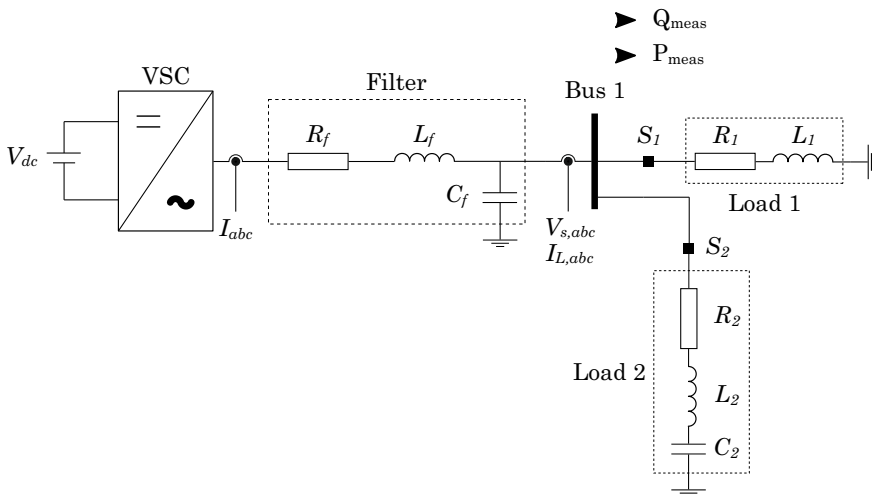 Q_meas
P_meas
VSC
Filter
Bus 1
V_dc
R_f
L_f
C_f
I_abc
V_s,abc
I_L,abc
S_1
R_1
L_1
Load 1
S_2
R_2
Load 2
L_2
C_2